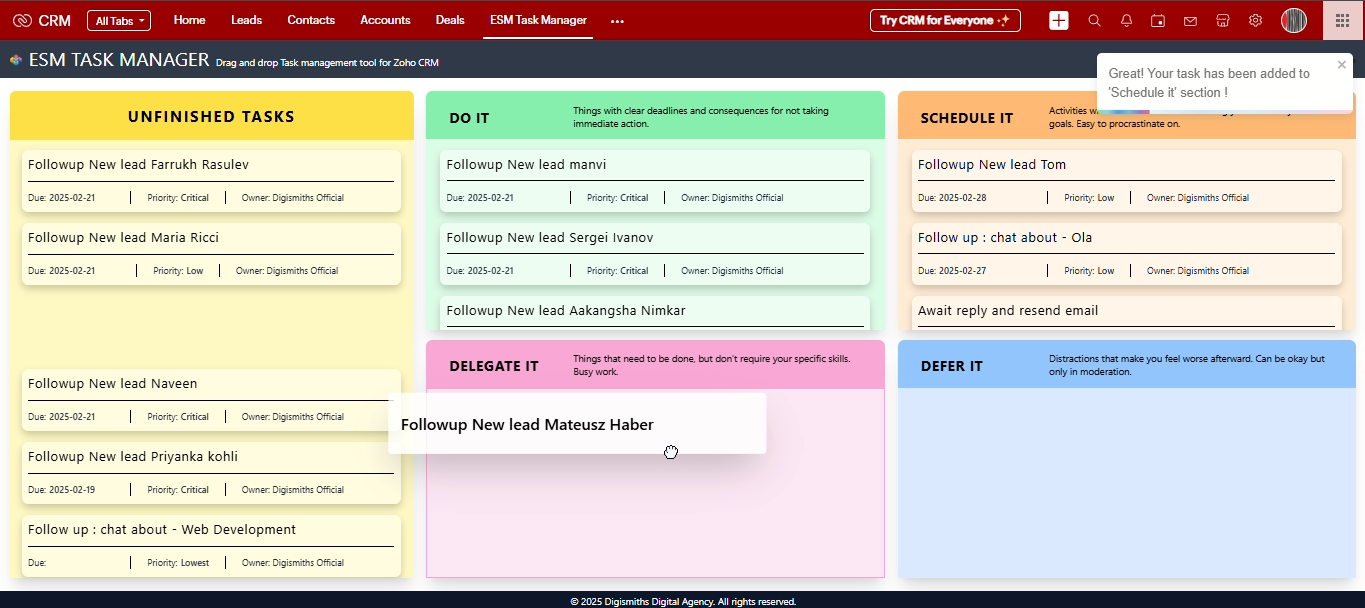 CRM
All Tabs
Home
Leads
Contacts
Accounts
Deals
ESM Task Manager
Try CRM for Everyone
ESM TASK MANAGER Drag and drop Task management tool for Zoho CRM
Great! Your task has been added to
'Schedule it' section !
UNFINISHED TASKS
Followup New lead Farrukh Rasulev
Due: 2025-02-21 Priority: Critical Owner: Digismiths Official
Followup New lead Maria Ricci
Due: 2025-02-21 Priority: Low Owner: Digismiths Official
Followup New lead Naveen
Due: 2025-02-21 Priority: Critical Owner: Digismiths Official
Followup New lead Priyanka kohli
Due: 2025-02-19 Priority: Critical Owner: Digismiths Official
Follow up : chat about - Web Development
Due: Priority: Lowest Owner: Digismiths Official
DO IT
Things with clear deadlines and consequences for not taking
immediate action.
Followup New lead manvi
Due: 2025-02-21 Priority: Critical Owner: Digismiths Official
Followup New lead Sergei Ivanov
Due: 2025-02-21 Priority: Critical Owner: Digismiths Official
Followup New lead Aakangsha Nimkar
SCHEDULE IT
Activities
goals. Easy to procrastinate on.
Followup New lead Tom
Due: 2025-02-28 Priority: Low Owner: Digismiths Official
Follow up : chat about - Ola
Due: 2025-02-27 Priority: Low Owner: Digismiths Official
Await reply and resend email
DELEGATE IT
Things that need to be done, but don't require your specific skills.
Busy work.
Followup New lead Mateusz Haber
DEFER IT
Distractions that make you feel worse afterward. Can be okay but
only in moderation.
© 2025 Digismiths Digital Agency. All rights reserved.